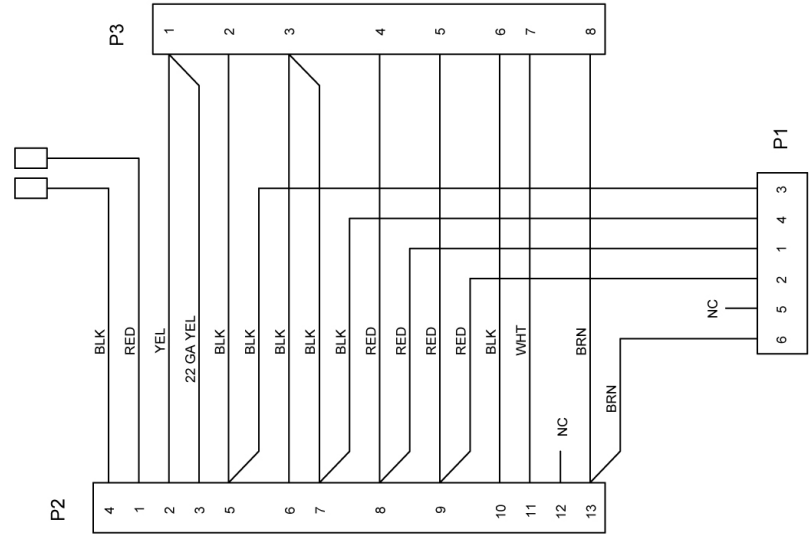 P3
1 2 3 4 5 6 7 8
P1
3
4
1
2
5
6
NC
BLK
RED
YEL
22 GA YEL
BLK
BLK
BLK
BLK
BLK
RED
RED
RED
RED
BLK
WHT
BRN
BRN
NC
P2
4 1 2 3 5 6 7 8 9 10 11 12 13